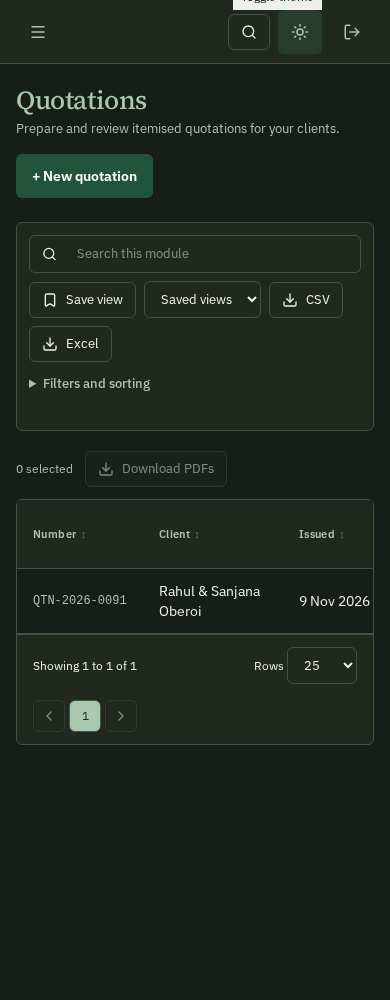 Quotations
Prepare and review itemised quotations for your clients.
+ New quotation
Search this module
Save view
Saved views
CSV
Excel
Filters and sorting
0 selected
Download PDFs
Number ↕ Client ↕ Issued ↕
QTN-2026-0091 Rahul & Sanjana Oberoi 9 Nov 2026
Showing 1 to 1 of 1
Rows 25
1